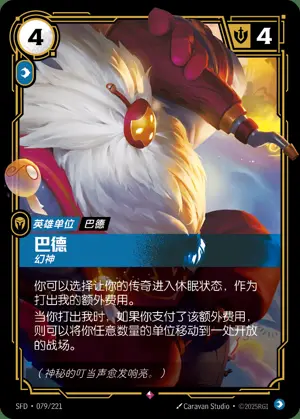 4
4
英雄单位 巴德
巴德
幻神
你可以选择让你的传奇进入休眠状态，作为
打出我的额外费用。
当你打出我时，如果你支付了该额外费用，
则可以将你任意数量的单位移动到一处开放
的战场。
（神秘的叮当声愈发响亮。）
SFD • 079/221
Caravan Studio • ©2025RGI